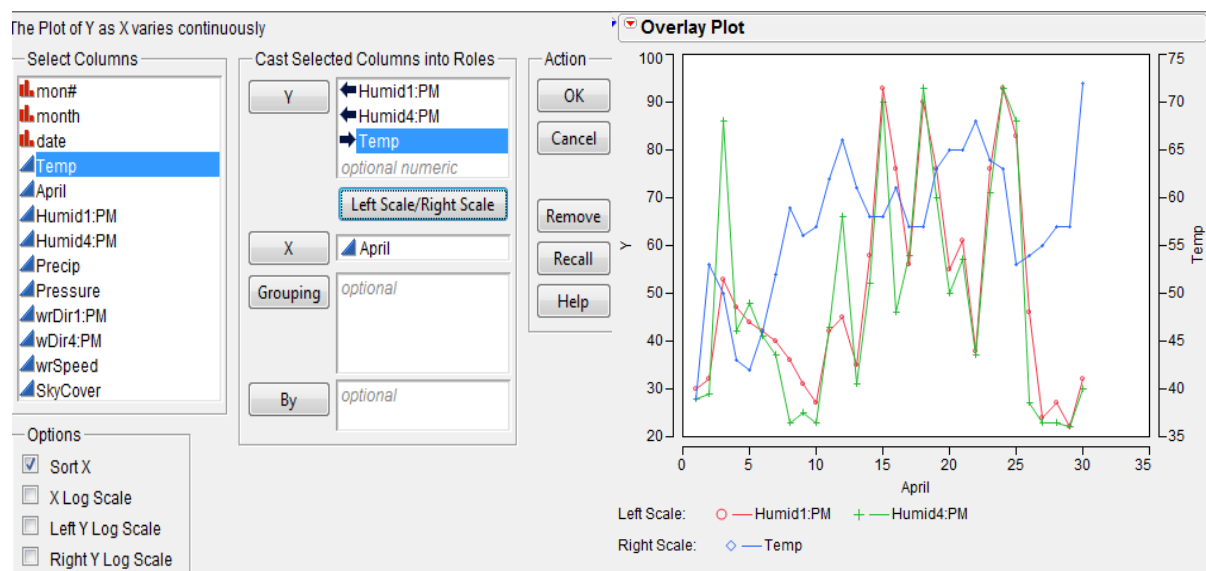 The Plot of Y as X varies continuously
Select Columns
mon#
month
date
Temp
April
Humid1:PM
Humid4:PM
Precip
Pressure
wrDir1:PM
wDir4:PM
wrSpeed
SkyCover
Options
Sort X
X Log Scale
Left Y Log Scale
Right Y Log Scale
Cast Selected Columns into Roles
Y
Humid1:PM
Humid4:PM
Temp
optional numeric
Left Scale/Right Scale
X
April
Grouping
optional
By
optional
Action
OK
Cancel
Remove
Recall
Help
Overlay Plot
100
90
80
70
60
50
40
30
20
Y
75
70
65
60
55
50
45
40
35
Temp
0 5 10 15 20 25 30 35
April
Left Scale: Humid1:PM Humid4:PM
Right Scale: Temp